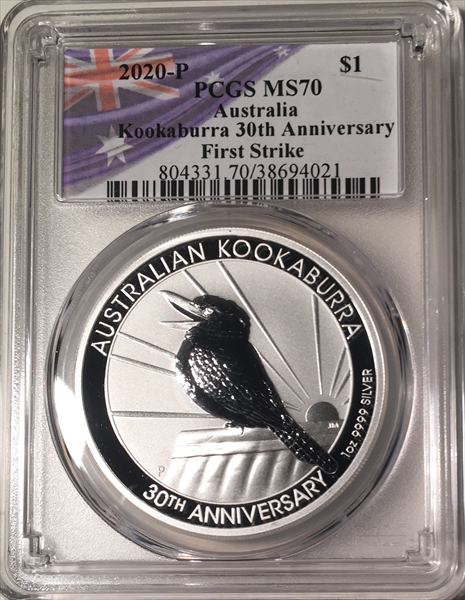 2020-P $1
PCGS MS70
Australia
Kookaburra 30th Anniversary
First Strike
804331.70/38694021
AUSTRALIAN KOOKABURRA
1oz 9999 SILVER
30TH ANNIVERSARY
P
JBA